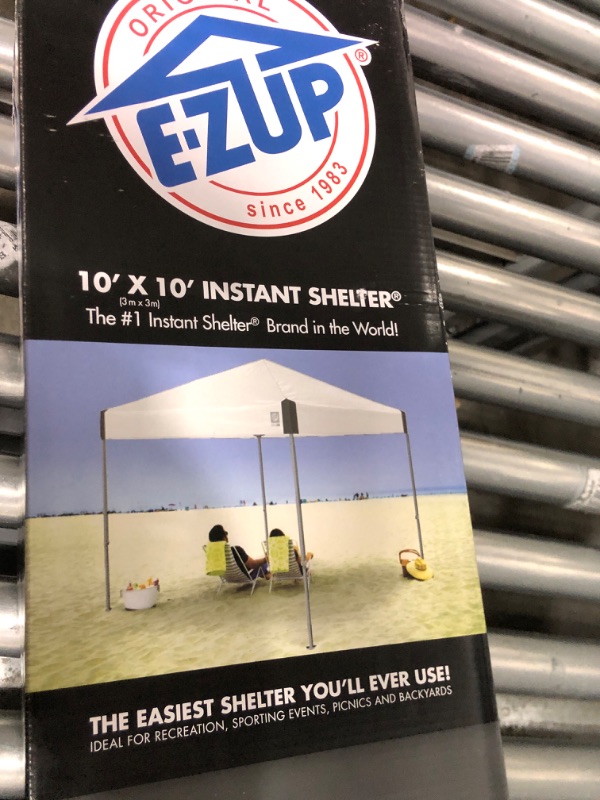 ORIGINAL
E-ZUP®
since 1983
10' X 10' INSTANT SHELTER®
(3m x 3m)
The #1 Instant Shelter® Brand in the World!
THE EASIEST SHELTER YOU'LL EVER USE!
IDEAL FOR RECREATION, SPORTING EVENTS, PICNICS AND BACKYARDS